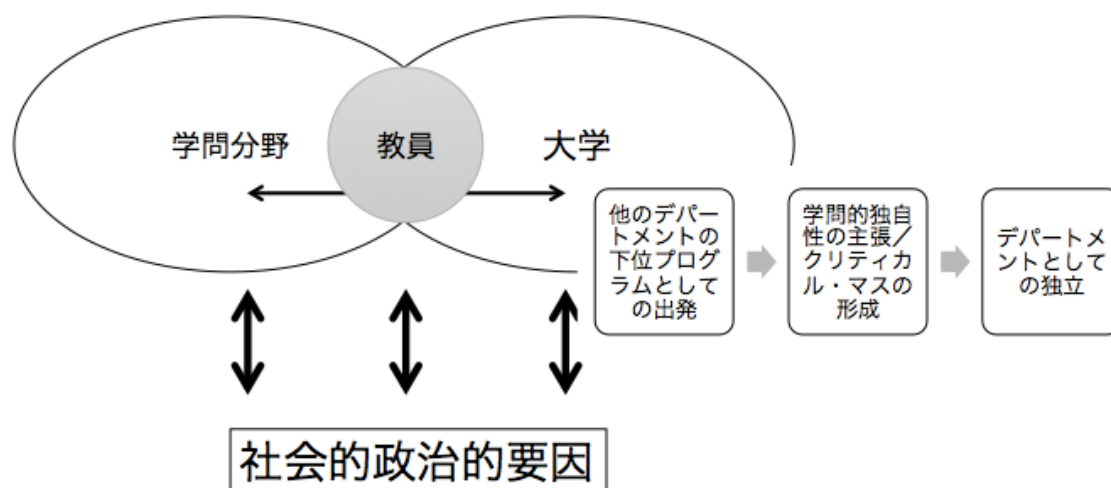 学問分野
教員
大学
他のデパー
トメントの
下位プログ
ラムとして
の出発
学問的独自
性の主張／
クリティカ
ル・マスの
形成
デパートメ
ントとして
の独立
社会的政治的要因